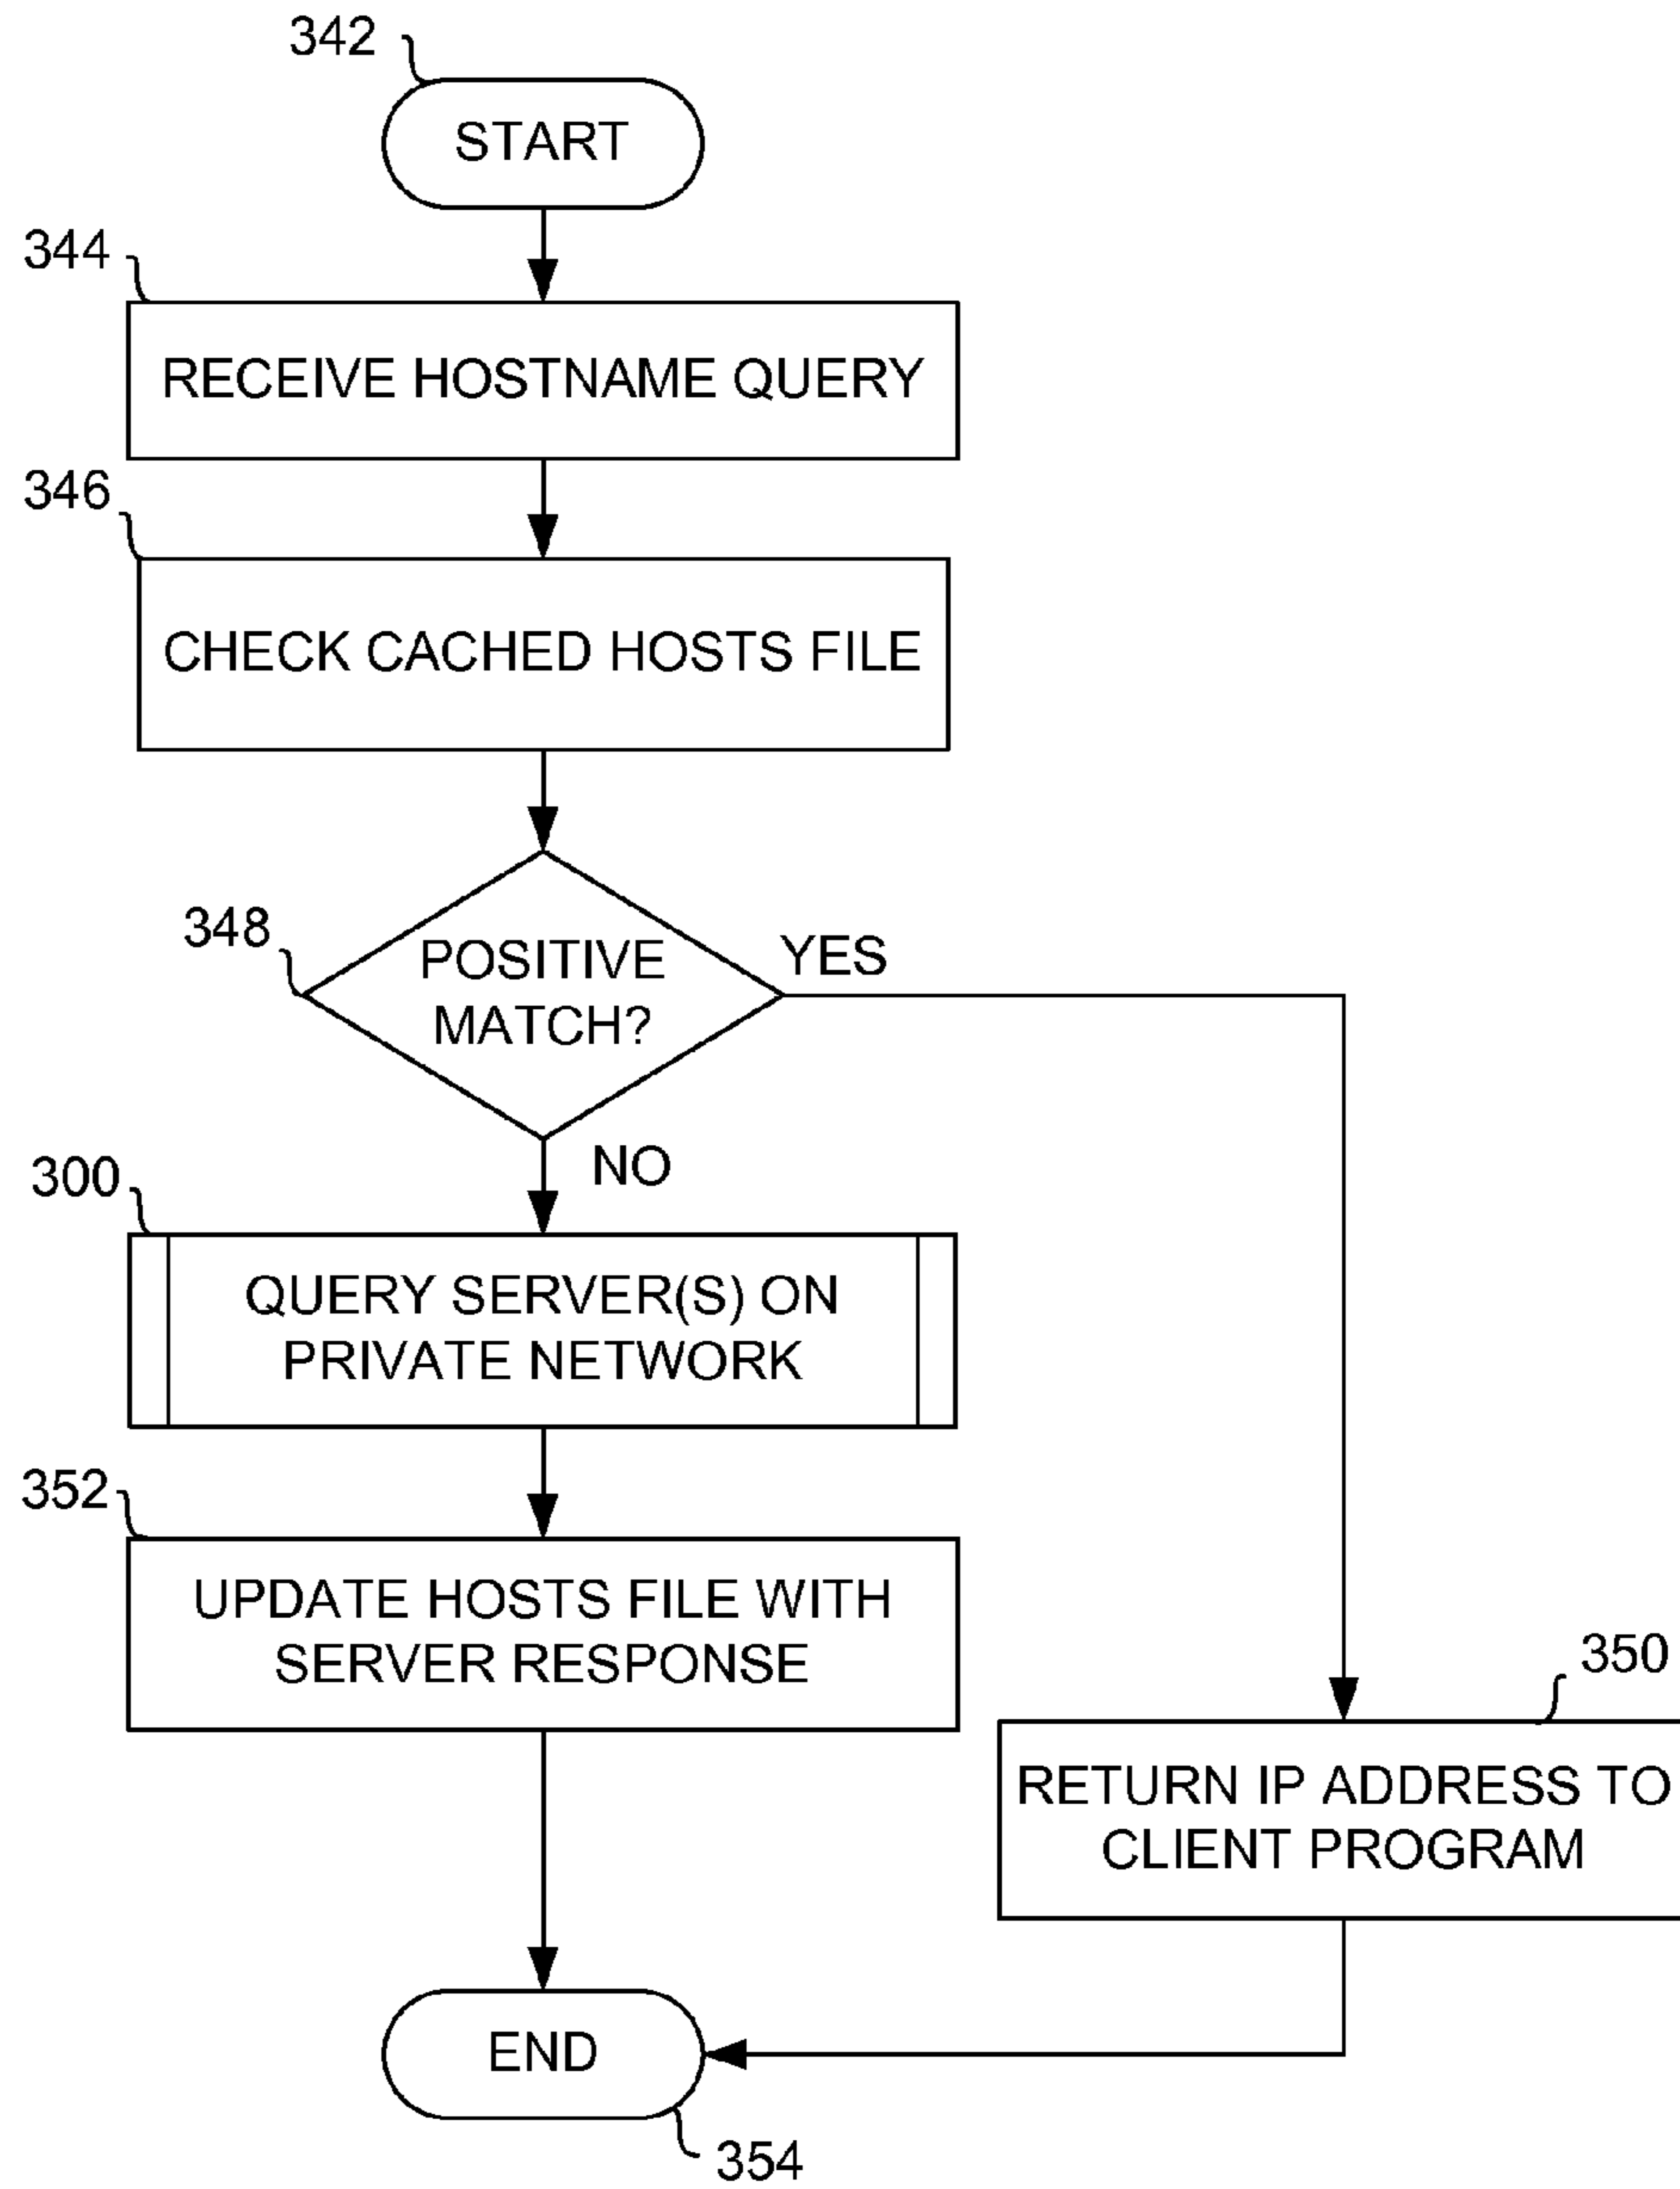 342
START
344
RECEIVE HOSTNAME QUERY
346
CHECK CACHED HOSTS FILE
348
POSITIVE
MATCH?
YES
NO
300
QUERY SERVER(S) ON
PRIVATE NETWORK
352
UPDATE HOSTS FILE WITH
SERVER RESPONSE
350
RETURN IP ADDRESS TO
CLIENT PROGRAM
END
354